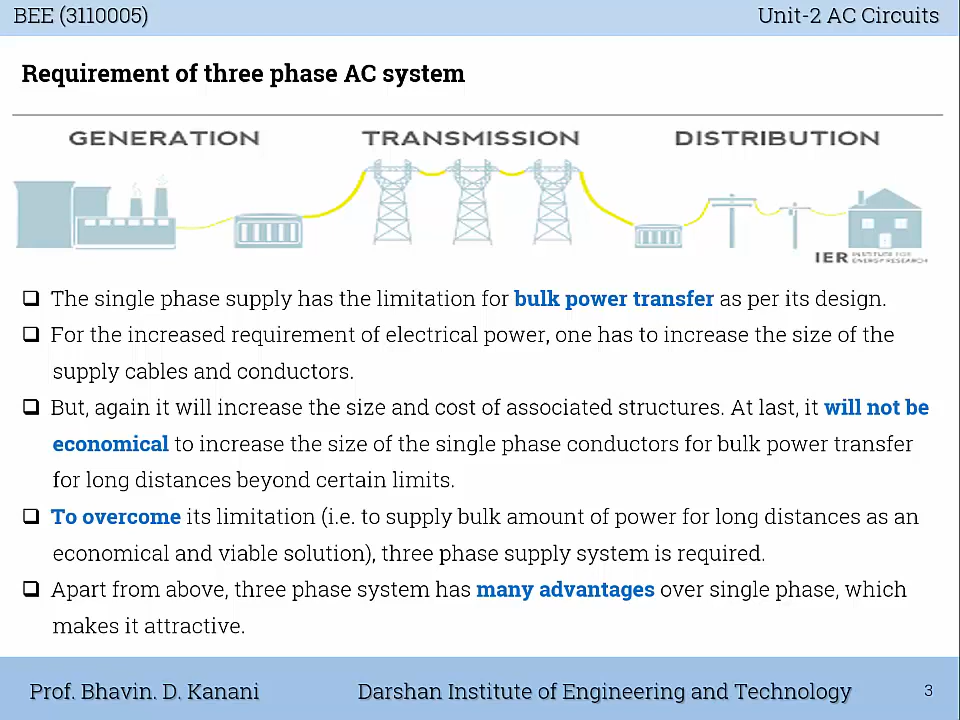 BEE (3110005)
Unit-2 AC Circuits
Requirement of three phase AC system
GENERATION
TRANSMISSION
DISTRIBUTION
IER INSTITUTE FOR
ENERGY RESEARCH
❑ The single phase supply has the limitation for bulk power transfer as per its design.
❑ For the increased requirement of electrical power, one has to increase the size of the
supply cables and conductors.
❑ But, again it will increase the size and cost of associated structures. At last, it will not be
economical to increase the size of the single phase conductors for bulk power transfer
for long distances beyond certain limits.
❑ To overcome its limitation (i.e. to supply bulk amount of power for long distances as an
economical and viable solution), three phase supply system is required.
❑ Apart from above, three phase system has many advantages over single phase, which
makes it attractive.
Prof. Bhavin. D. Kanani
Darshan Institute of Engineering and Technology
3